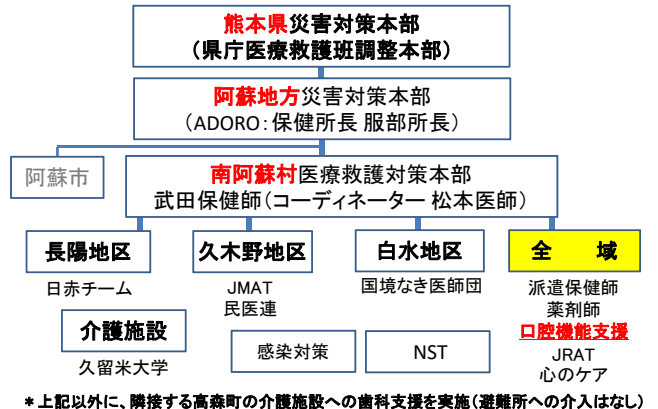 熊本県災害対策本部
（県庁医療救護班調整本部）
阿蘇地方災害対策本部
（ADORO：保健所長 服部所長）
阿蘇市
南阿蘇村医療救護対策本部
武田保健師（コーディネーター 松本医師）
長陽地区
日赤チーム
久木野地区
JMAT
民医連
白水地区
国境なき医師団
全 域
派遣保健師
薬剤師
口腔機能支援
JRAT
心のケア
介護施設
久留米大学
感染対策
NST
＊上記以外に、隣接する高森町の介護施設への歯科支援を実施（避難所への介入はなし）